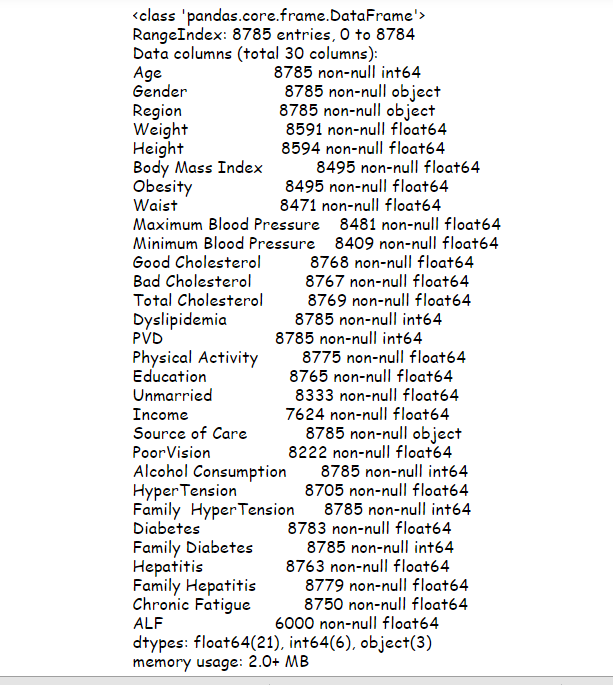 <class 'pandas.core.frame.DataFrame'>
RangeIndex: 8785 entries, 0 to 8784
Data columns (total 30 columns):
Age 8785 non-null int64
Gender 8785 non-null object
Region 8785 non-null object
Weight 8591 non-null float64
Height 8594 non-null float64
Body Mass Index 8495 non-null float64
Obesity 8495 non-null float64
Waist 8471 non-null float64
Maximum Blood Pressure 8481 non-null float64
Minimum Blood Pressure 8409 non-null float64
Good Cholesterol 8768 non-null float64
Bad Cholesterol 8767 non-null float64
Total Cholesterol 8769 non-null float64
Dyslipidemia 8785 non-null int64
PVD 8785 non-null int64
Physical Activity 8775 non-null float64
Education 8765 non-null float64
Unmarried 8333 non-null float64
Income 7624 non-null float64
Source of Care 8785 non-null object
PoorVision 8222 non-null float64
Alcohol Consumption 8785 non-null int64
HyperTension 8705 non-null float64
Family  HyperTension 8785 non-null int64
Diabetes 8783 non-null float64
Family Diabetes 8785 non-null int64
Hepatitis 8763 non-null float64
Family Hepatitis 8779 non-null float64
Chronic Fatigue 8750 non-null float64
ALF 6000 non-null float64
dtypes: float64(21), int64(6), object(3)
memory usage: 2.0+ MB